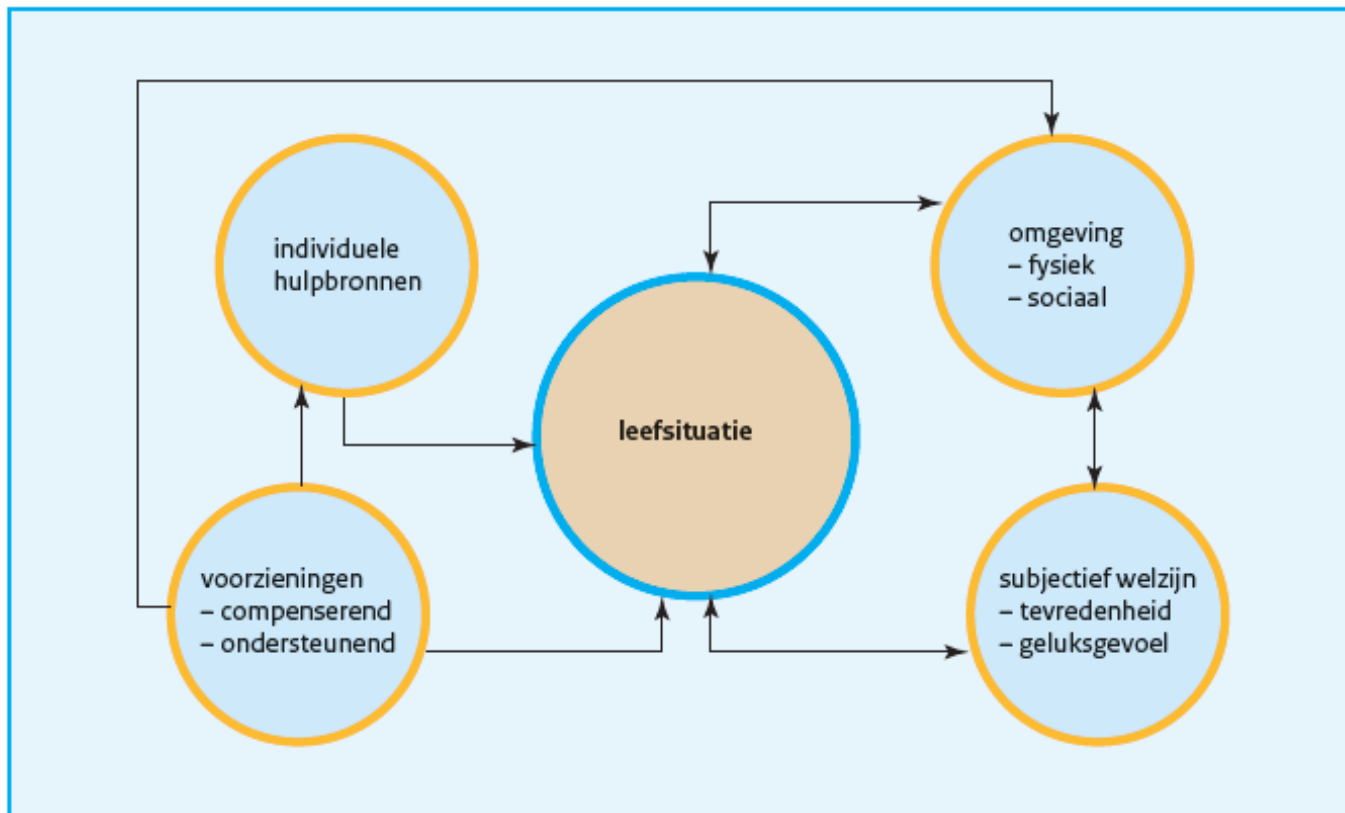 individuele
hulpbronnen
omgeving
– fysiek
– sociaal
leefsituatie
voorzieningen
– compenserend
– ondersteunend
subjectief welzijn
– tevredenheid
– geluksgevoel